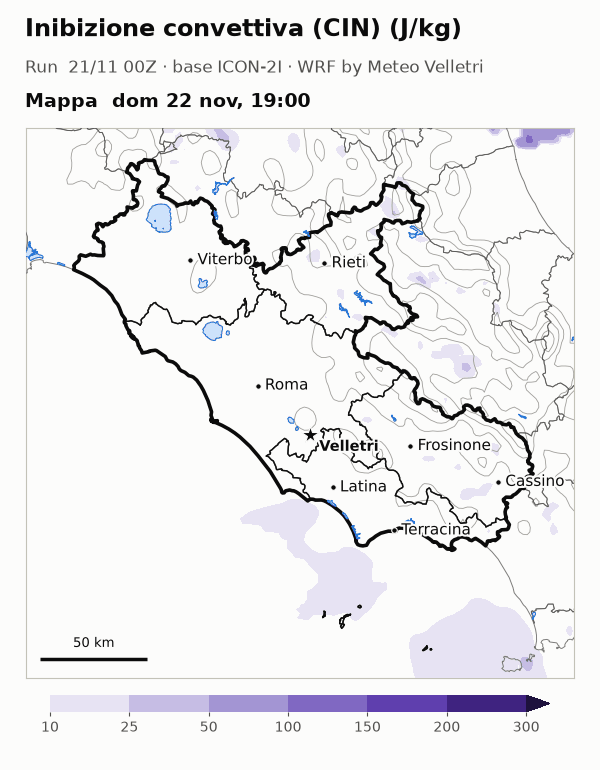 Inibizione convettiva (CIN) (J/kg)
Run 21/11 00Z · base ICON-2I · WRF by Meteo Velletri
Mappa dom 22 nov, 19:00
Viterbo
Rieti
Roma
Velletri
Frosinone
Latina
Cassino
Terracina
50 km
10 25 50 100 150 200 300